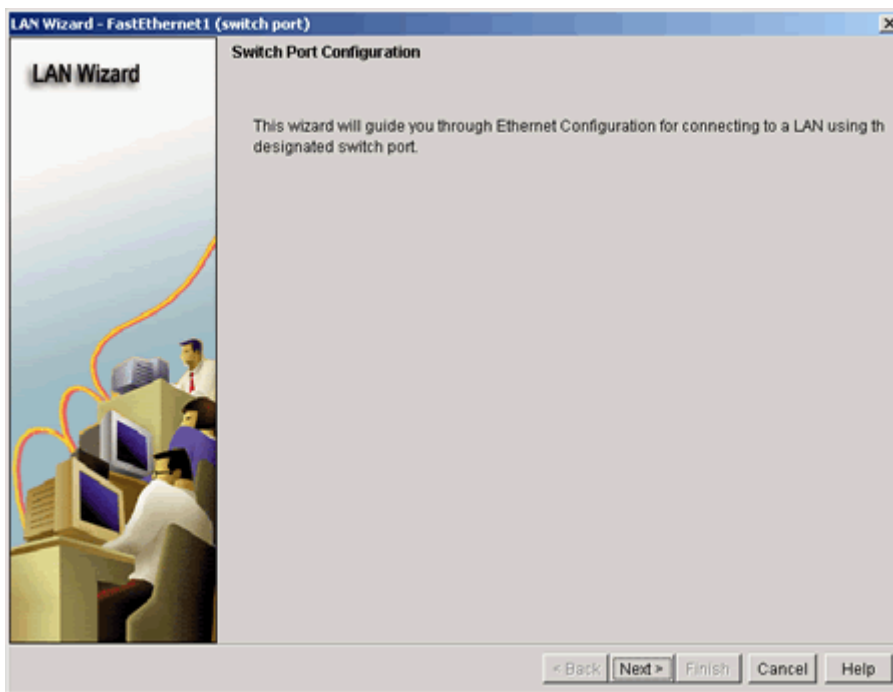 LAN Wizard - FastEthernet1 (switch port)
LAN Wizard
Switch Port Configuration
This wizard will guide you through Ethernet Configuration for connecting to a LAN using th
designated switch port.
< Back Next > Finish Cancel Help